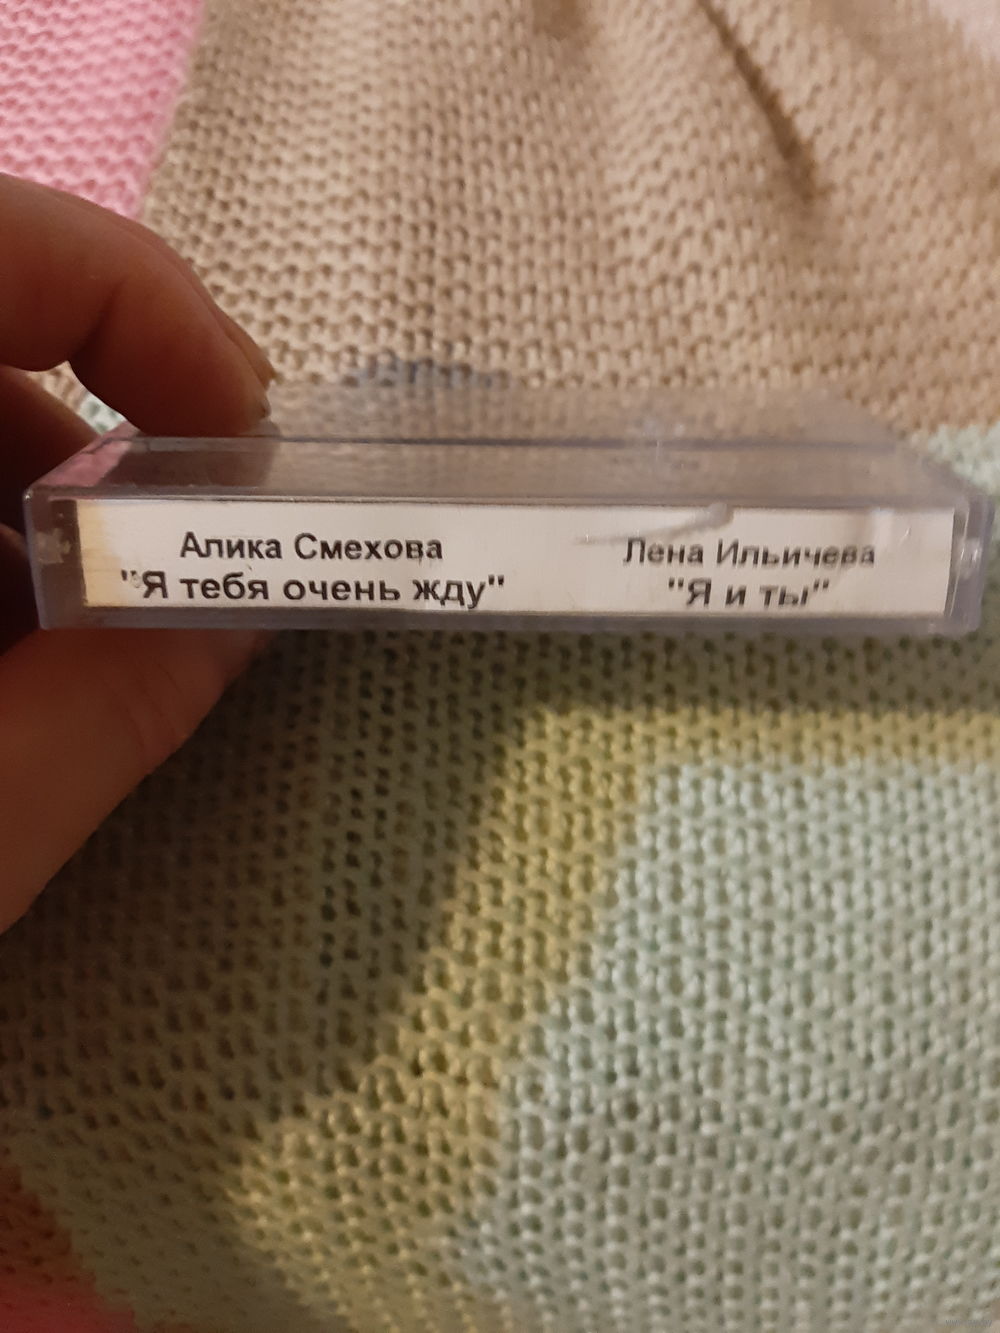 Алика Смехова
"Я тебя очень жду"
Лена Ильичева
"Я и ты"